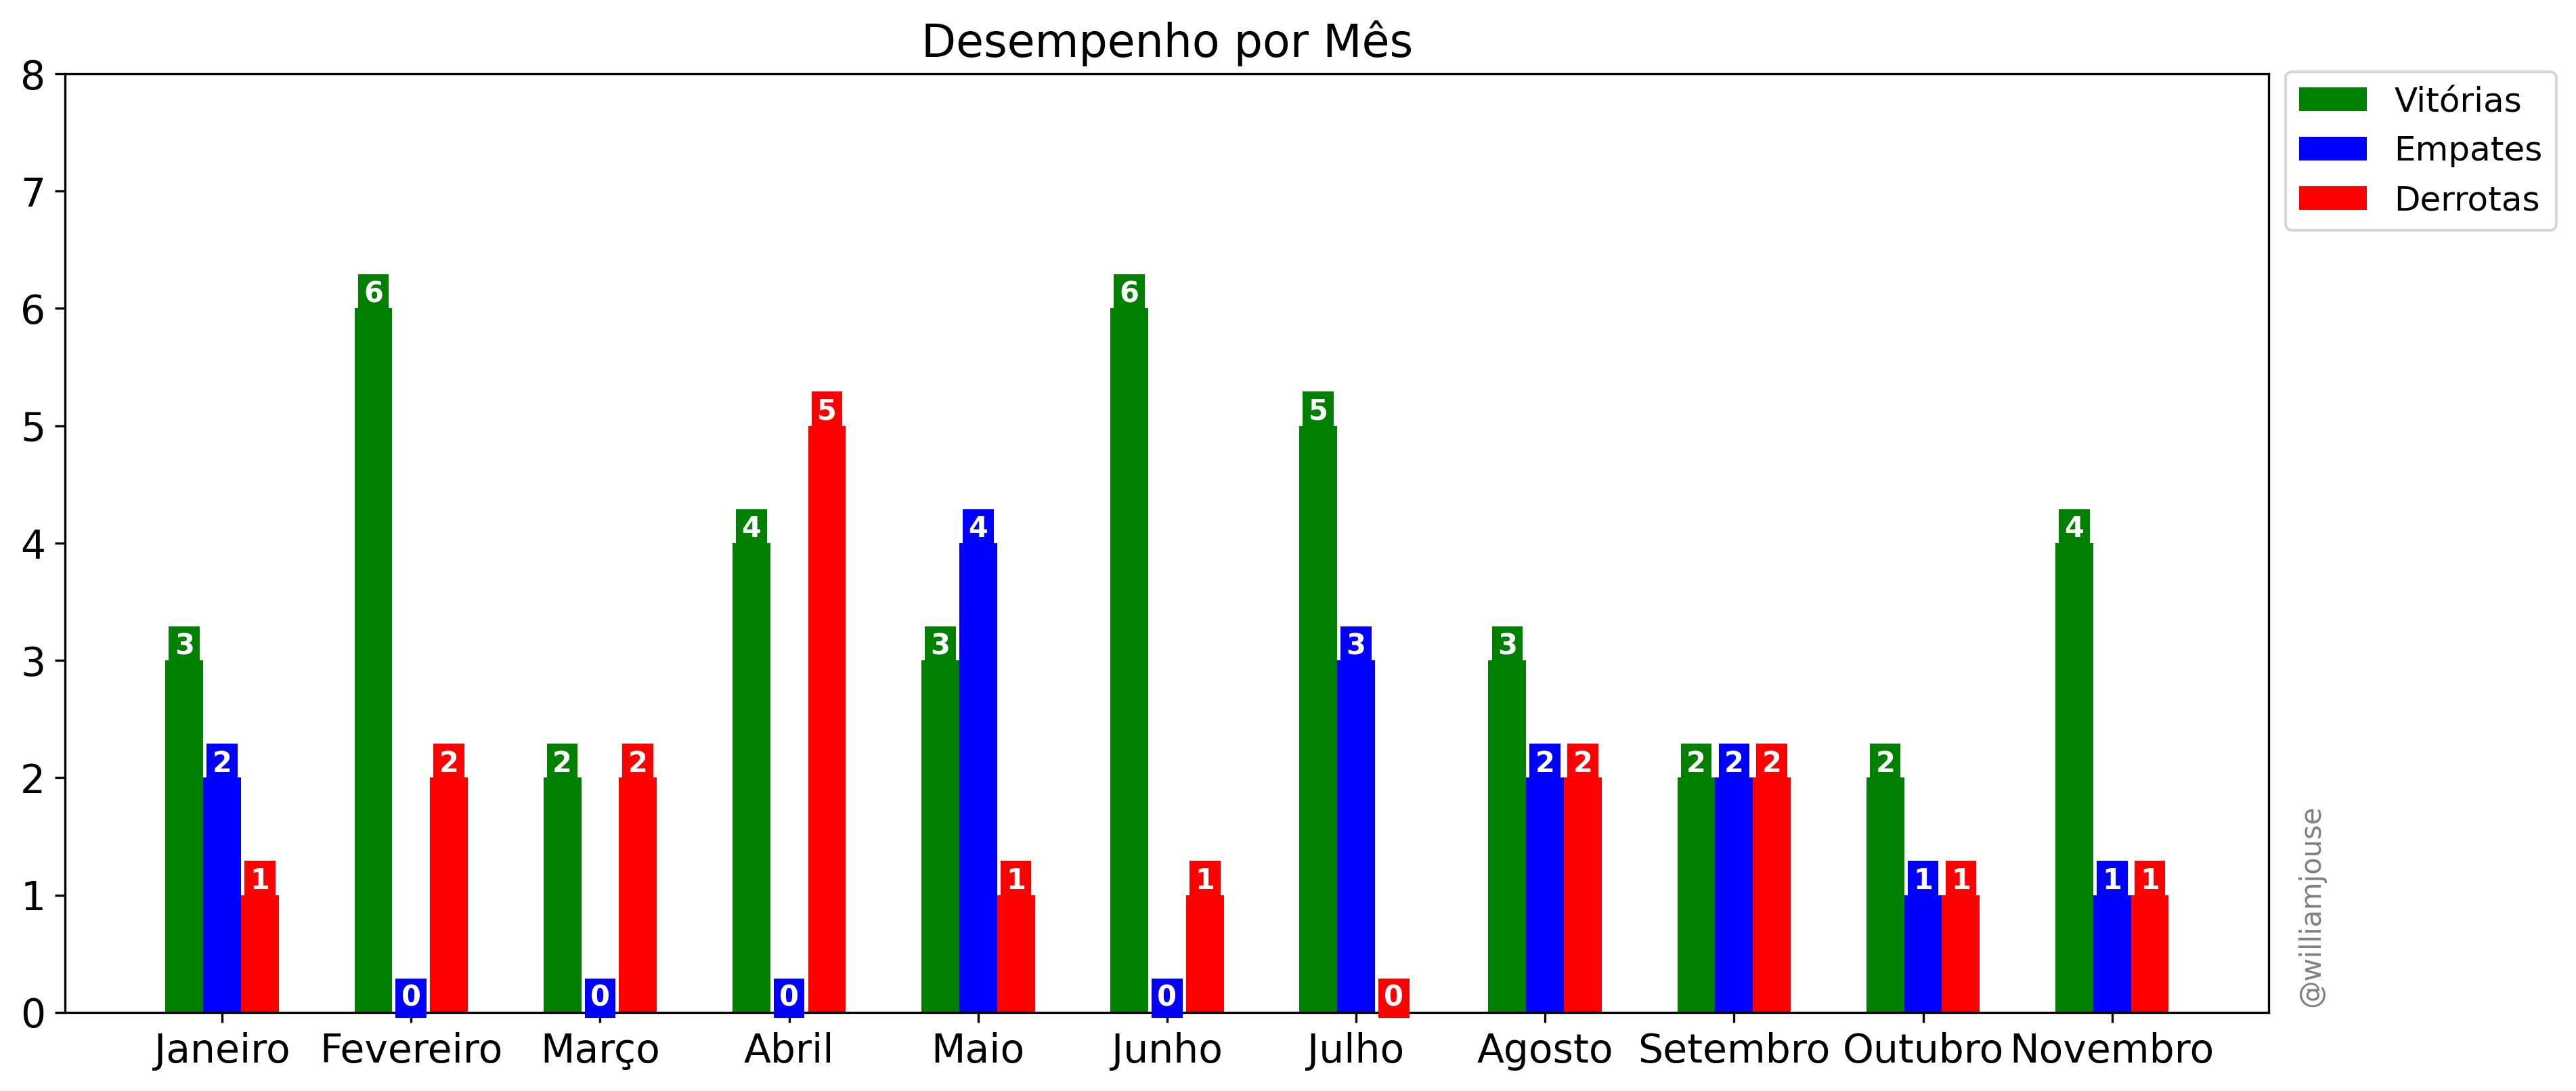 Desempenho por Mês
Vitórias
Empates
Derrotas
8
7
6
5
4
3
2
1
0
3 2 1
6 0 2
2 0 2
4 0 5
3 4 1
6 0 1
5 3 0
3 2 2
2 2 2
2 1 1
4 1 1
Janeiro Fevereiro Março Abril Maio Junho Julho Agosto Setembro Outubro Novembro
@williamjouse